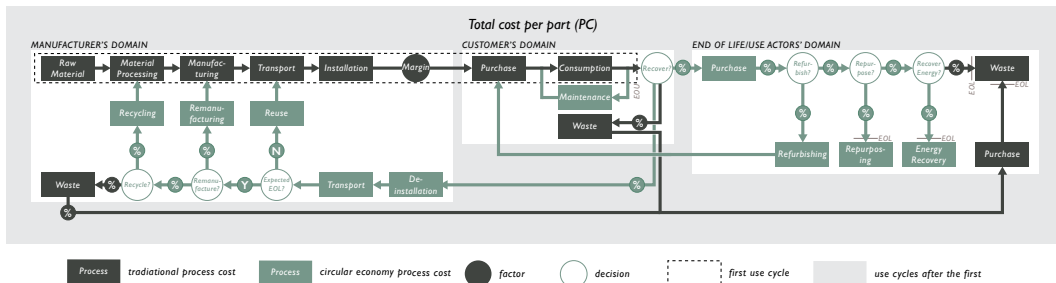 Total cost per part (PC)
MANUFACTURER'S DOMAIN
CUSTOMER'S DOMAIN
END OF LIFE/USE ACTORS' DOMAIN
Raw
Material
Material
Processing
Manufac-
turing
Transport
Installation
Margin
Purchase
Consumption
Recover?
%
Purchase
%
Refur-
bish?
%
Repur-
pose?
%
Recover
Energy?
%
Waste
EOU
EOL
EOL
Maintenance
Recycling
Remanu-
facturing
Reuse
Waste
%
%
%
%
EOL
EOL
%
%
N
Refurbishing
Repurpos-
ing
Energy
Recovery
Purchase
Waste
%
Recycle?
%
Remanu-
facture?
Y
Expected
EOL?
Transport
De-
installation
%
%
Process
tradiational process cost
Process
circular economy process cost
factor
decision
first use cycle
use cycles after the first